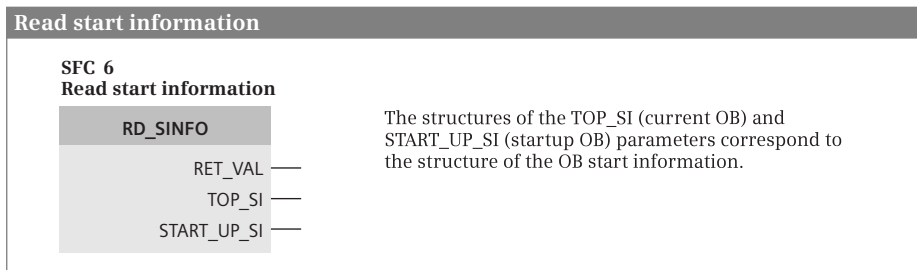 Read start information
SFC 6
Read start information
RD_SINFO
RET_VAL
TOP_SI
START_UP_SI
The structures of the TOP_SI (current OB) and
START_UP_SI (startup OB) parameters correspond to
the structure of the OB start information.